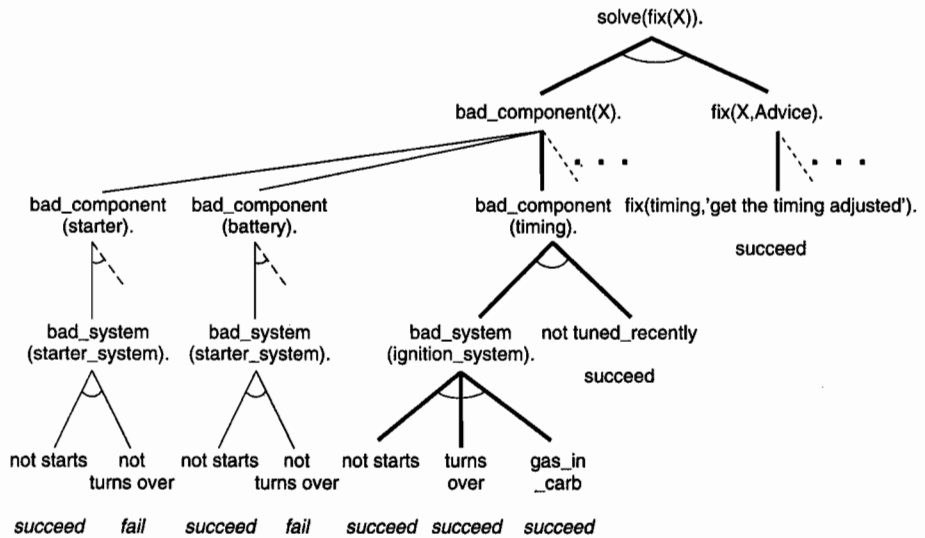 solve(fix(X)).
bad_component(X). fix(X,Advice).
bad_component bad_component bad_component fix(timing,'get the timing adjusted').
(starter). (battery). (timing).
succeed
bad_system bad_system bad_system not tuned_recently
(starter_system). (starter_system). (ignition_system).
succeed
not starts not not starts not not starts turns gas_in
turns over turns over over _carb
succeed fail succeed fail succeed succeed succeed